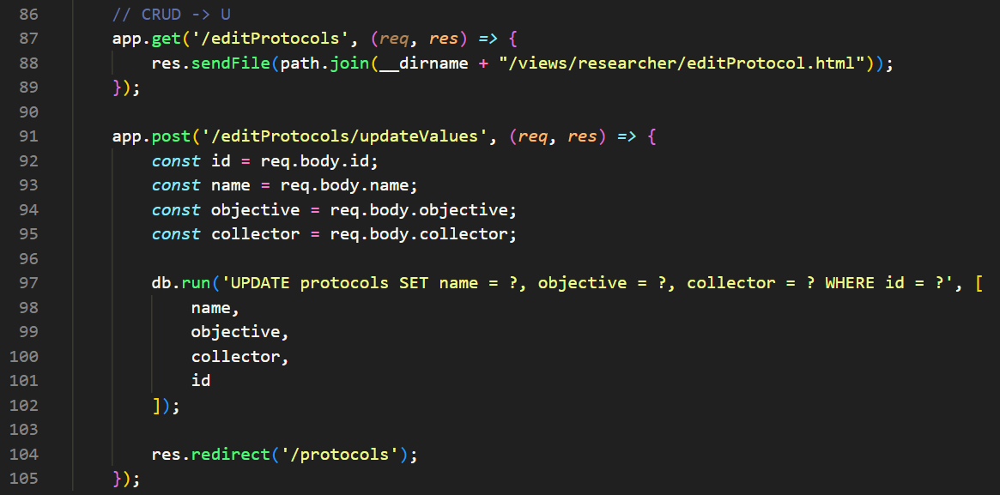 86 // CRUD -> U
87 app.get('/editProtocols', (req, res) => {
88 res.sendFile(path.join(__dirname + "/views/researcher/editProtocol.html"));
89 });
90
91 app.post('/editProtocols/updateValues', (req, res) => {
92 const id = req.body.id;
93 const name = req.body.name;
94 const objective = req.body.objective;
95 const collector = req.body.collector;
96
97 db.run('UPDATE protocols SET name = ?, objective = ?, collector = ? WHERE id = ?', [
98 name,
99 objective,
100 collector,
101 id
102 ]);
103
104 res.redirect('/protocols');
105 });